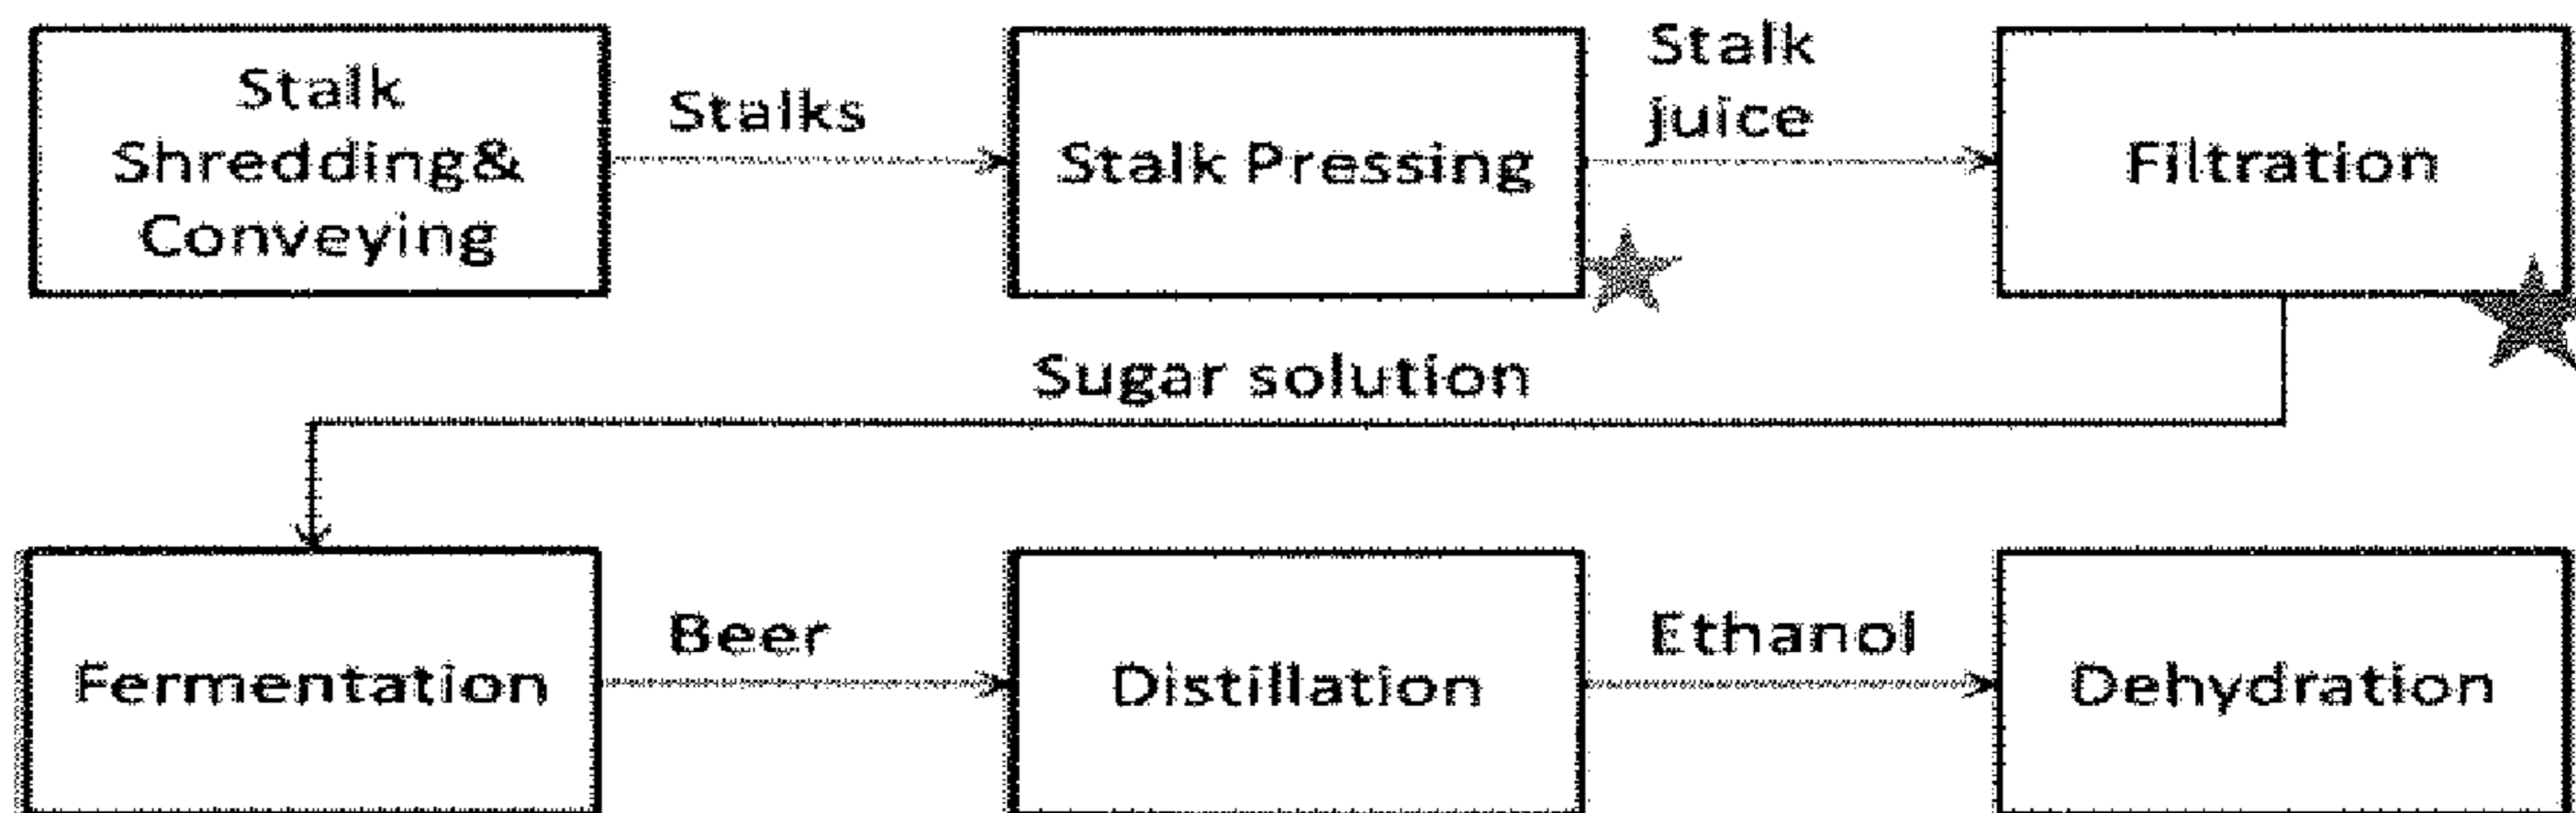 Stalk
Shredding&
Conveying
Stalks
Stalk Pressing
Stalk
juice
Filtration
Sugar solution
Fermentation
Beer
Distillation
Ethanol
Dehydration